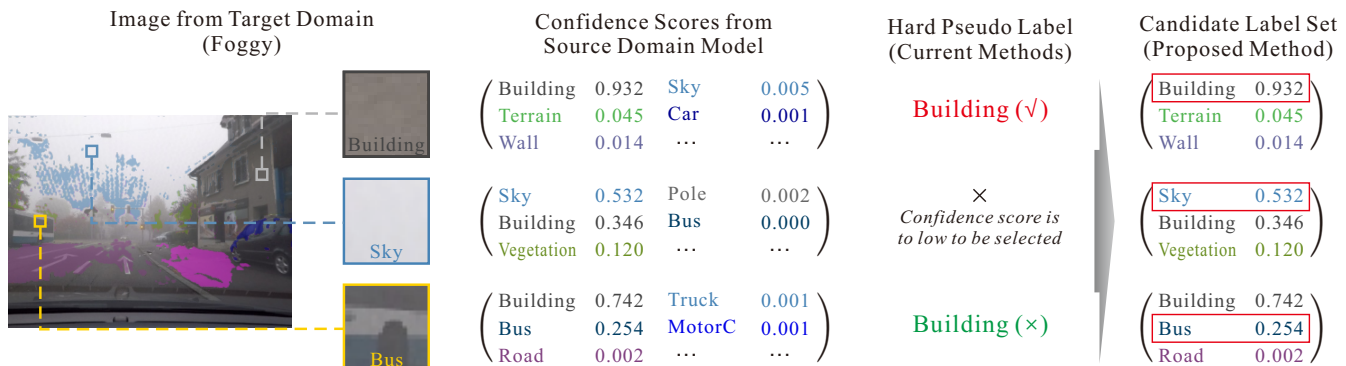 Image from Target Domain
(Foggy)
Confidence Scores from
Source Domain Model
Hard Pseudo Label
(Current Methods)
Candidate Label Set
(Proposed Method)
Building
Building 0.932 Sky 0.005
Terrain 0.045 Car 0.001
Wall 0.014 ... ...
Building (√)
Building 0.932
Terrain 0.045
Wall 0.014
Sky
Sky 0.532 Pole 0.002
Building 0.346 Bus 0.000
Vegetation 0.120 ... ...
×
Confidence score is
to low to be selected
Sky 0.532
Building 0.346
Vegetation 0.120
Bus
Building 0.742 Truck 0.001
Bus 0.254 MotorC 0.001
Road 0.002 ... ...
Building (×)
Building 0.742
Bus 0.254
Road 0.002